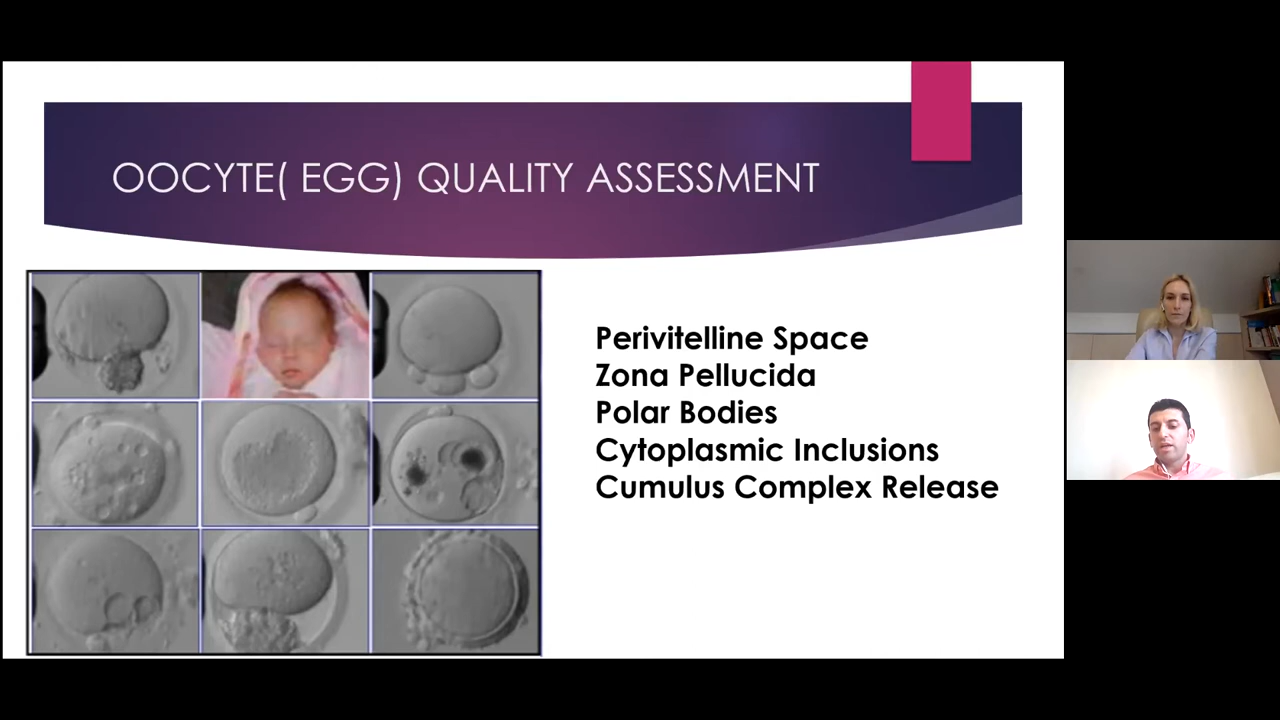 OOCYTE( EGG) QUALITY ASSESSMENT
Perivitelline Space
Zona Pellucida
Polar Bodies
Cytoplasmic Inclusions
Cumulus Complex Release